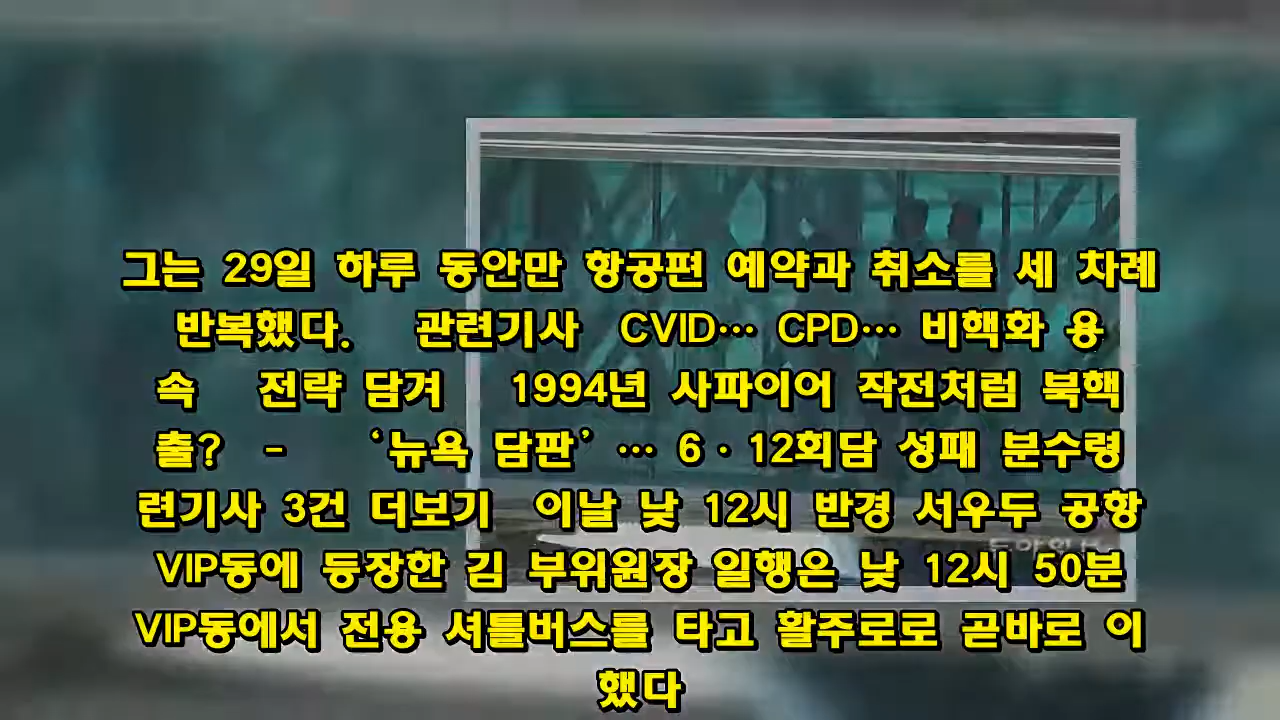 그는 29일 하루 동안만 항공편 예약과 취소를 세 차례
반복했다. 관련기사 CVID… CPD… 비핵화 용
속 전략 담겨 1994년 사파이어 작전처럼 북핵
출? - ‘뉴욕 담판’… 6·12회담 성패 분수령
련기사 3건 더보기 이날 낮 12시 반경 서우두 공항
VIP동에 등장한 김 부위원장 일행은 낮 12시 50분
VIP동에서 전용 셔틀버스를 타고 활주로로 곧바로 이
했다